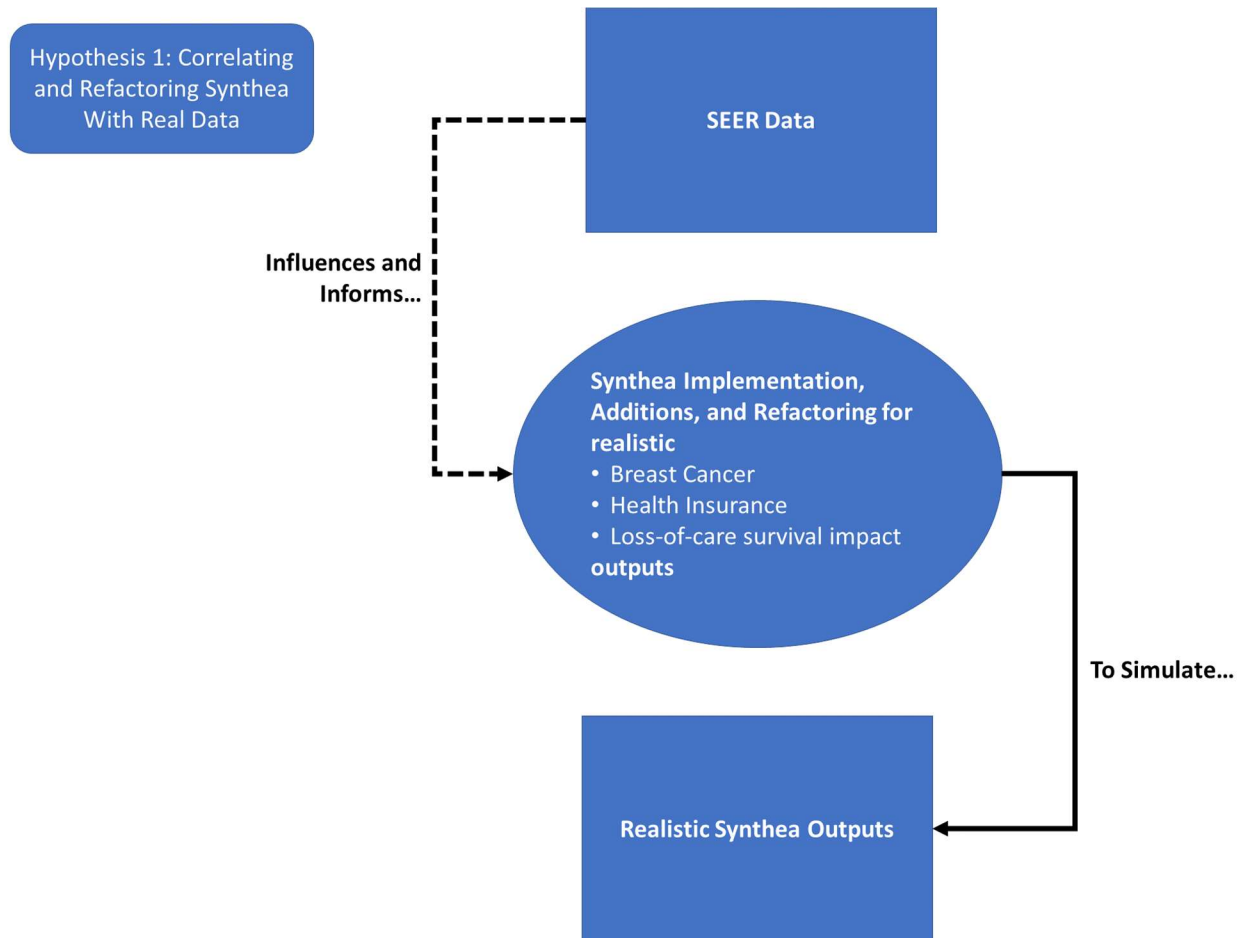 Hypothesis 1: Correlating
and Refactoring Synthea
With Real Data
SEER Data
Influences and
Informs…
Synthea Implementation,
Additions, and Refactoring for
realistic
• Breast Cancer
• Health Insurance
• Loss-of-care survival impact
outputs
To Simulate…
Realistic Synthea Outputs